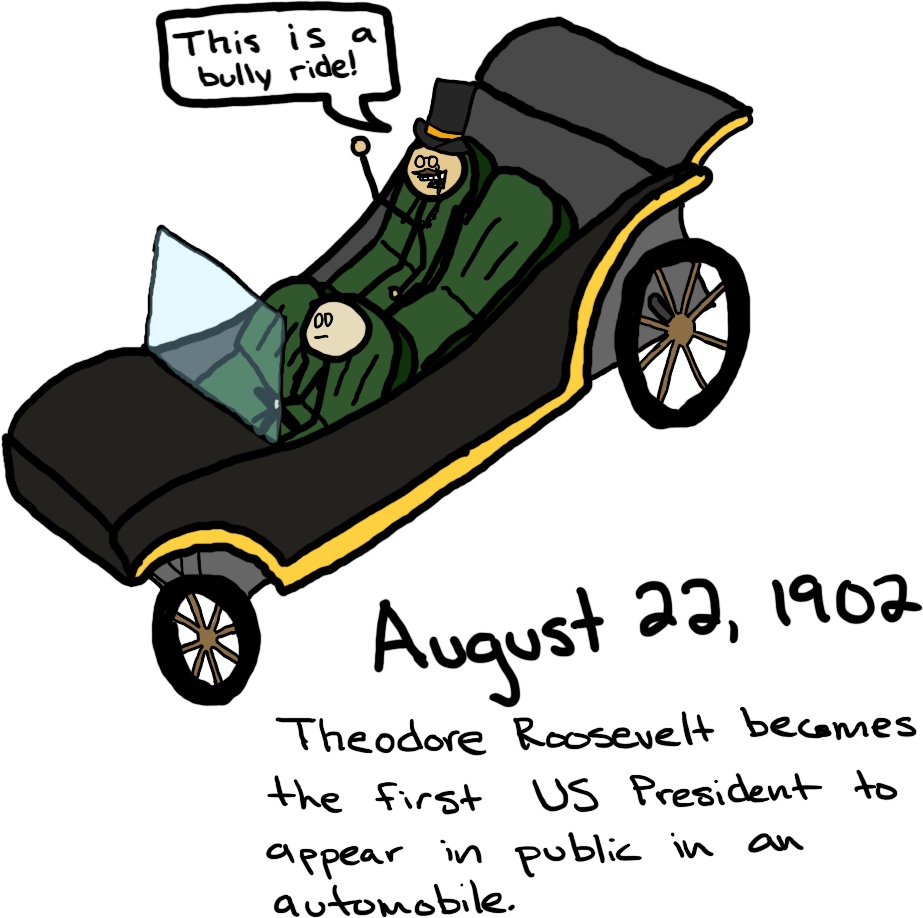 This is a
bully ride!
August 22, 1902
Theodore Roosevelt becomes
the first US President to
appear in public in an
automobile.